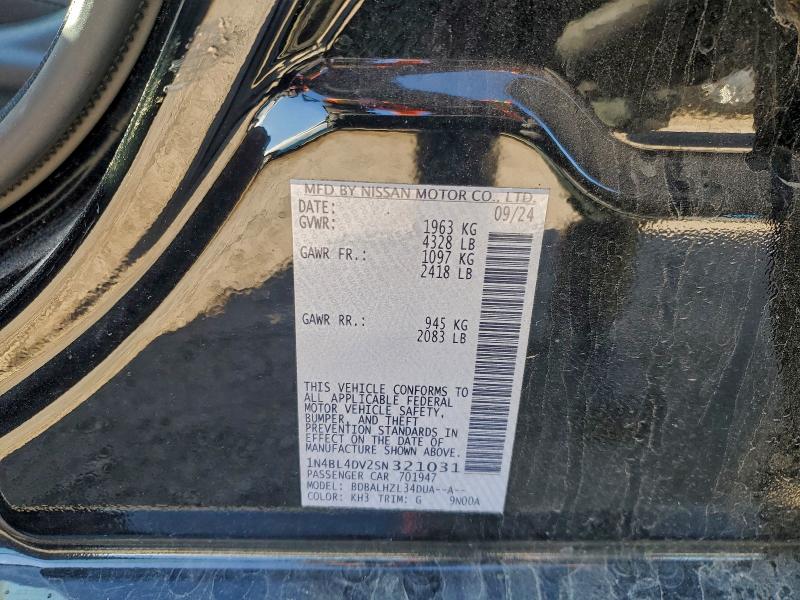 MFD BY NISSAN MOTOR CO., LTD.
DATE: 09/24
GVWR: 1963 KG
4328 LB
GAWR FR.: 1097 KG
2418 LB
GAWR RR.: 945 KG
2083 LB
THIS VEHICLE CONFORMS TO
ALL APPLICABLE FEDERAL
MOTOR VEHICLE SAFETY,
BUMPER, AND THEFT
PREVENTION STANDARDS IN
EFFECT ON THE DATE OF
MANUFACTURE SHOWN ABOVE.
1N4BL4DV2SN321031
PASSENGER CAR 701947
MODEL: BDBALHZL34DUA--A--
COLOR: KH3 TRIM: G 9N00A